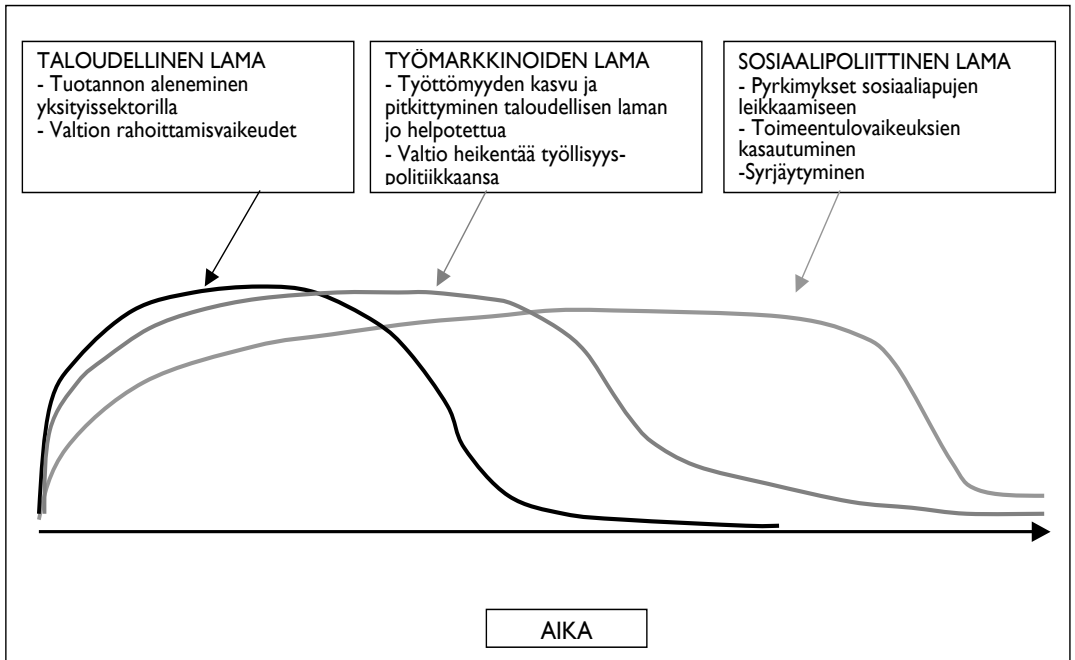 TALOUDELLINEN LAMA
- Tuotannon aleneminen
yksityissektorilla
- Valtion rahoittamisvaikeudet
TYÖMARKKINOIDEN LAMA
- Työttömyyden kasvu ja
pitkittyminen taloudellisen laman
jo helpotettua
- Valtio heikentää työllisyys-
politiikkaansa
SOSIAALIPOLIITTINEN LAMA
- Pyrkimykset sosiaaliapujen
leikkaamiseen
- Toimeentulovaikeuksien
kasautuminen
-Syrjäytyminen
AIKA